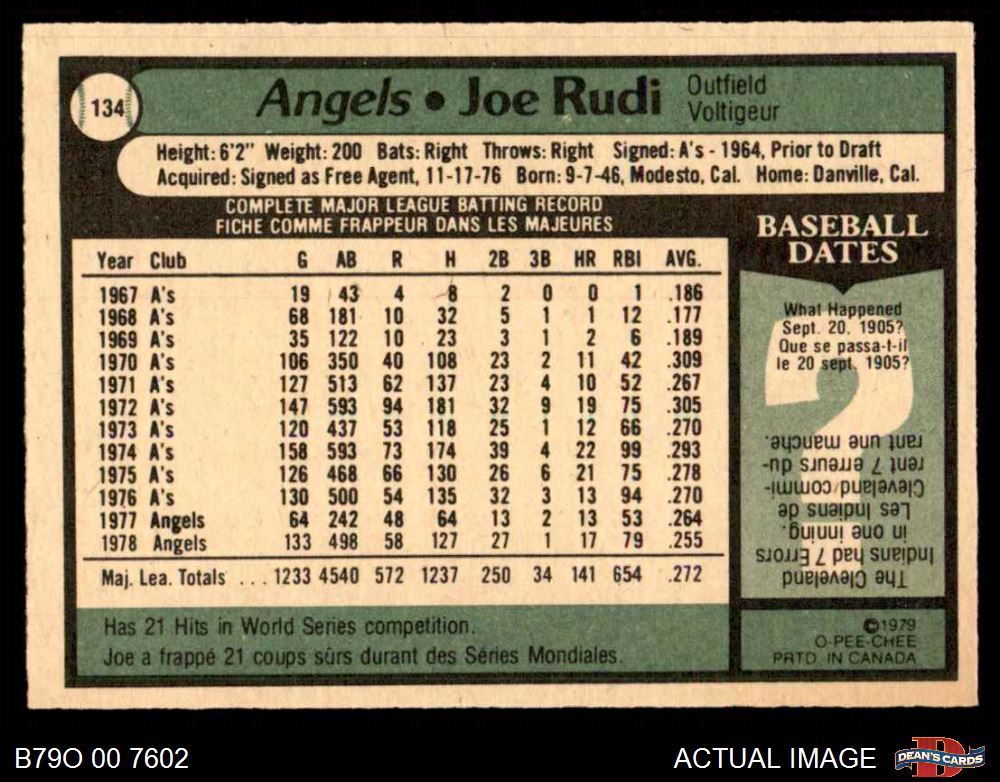 134
Angels • Joe Rudi
Outfield
Voltigeur
Height: 6'2" Weight: 200 Bats: Right Throws: Right Signed: A's - 1964, Prior to Draft
Acquired: Signed as Free Agent, 11-17-76 Born: 9-7-46, Modesto, Cal. Home: Danville, Cal.
COMPLETE MAJOR LEAGUE BATTING RECORD
FICHE COMME FRAPPEUR DANS LES MAJEURES
Year Club G AB R H 2B 3B HR RBI AVG.
1967 A's 19 43 4 8 2 0 0 1 .186
1968 A's 68 181 10 32 5 1 1 12 .177
1969 A's 35 122 10 23 3 1 2 6 .189
1970 A's 106 350 40 108 23 2 11 42 .309
1971 A's 127 513 62 137 23 4 10 52 .267
1972 A's 147 593 94 181 32 9 19 75 .305
1973 A's 120 437 53 118 25 1 12 66 .270
1974 A's 158 593 73 174 39 4 22 99 .293
1975 A's 126 468 66 130 26 6 21 75 .278
1976 A's 130 500 54 135 32 3 13 94 .270
1977 Angels 64 242 48 64 13 2 13 53 .264
1978 Angels 133 498 58 127 27 1 17 79 .255
Maj. Lea. Totals ... 1233 4540 572 1237 250 34 141 654 .272
Has 21 Hits in World Series competition.
Joe a frappé 21 coups sûrs durant des Séries Mondiales.
BASEBALL
DATES
What Happened
Sept. 20, 1905?
Que se passa-t-il
le 20 sept. 1905?
The Cleveland
Indians had 7 Errors
in one inning.
Les Indiens de
Cleveland commi-
rent 7 erreurs du-
rant une manche.
©1979
O-PEE-CHEE
PRTD. IN CANADA
B79O 00 7602
ACTUAL IMAGE
D
DEAN'S CARDS